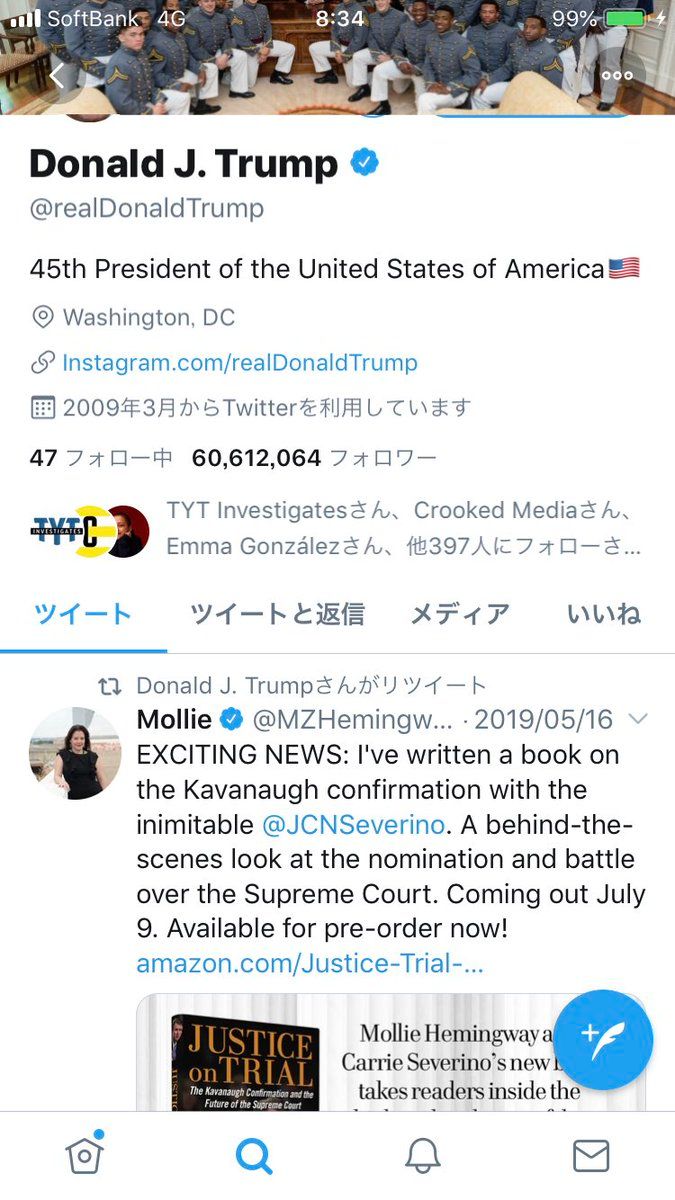 SoftBank 4G 8:34 99%
Donald J. Trump
@realDonaldTrump
45th President of the United States of America
Washington, DC
Instagram.com/realDonaldTrump
2009年3月からTwitterを利用しています
47 フォロー中 60,612,064 フォロワー
TYT
INVESTIGATES
C
TYT Investigatesさん、Crooked Mediaさん、
Emma Gonzálezさん、他397人にフォローさ...
ツイート ツイートと返信 メディア いいね
Donald J. Trumpさんがリツイート
Mollie @MZHemingw... · 2019/05/16
EXCITING NEWS: I've written a book on
the Kavanaugh confirmation with the
inimitable @JCNSeverino. A behind-the-
scenes look at the nomination and battle
over the Supreme Court. Coming out July
9. Available for pre-order now!
amazon.com/Justice-Trial-...
JUSTICE
on TRIAL
The Kavanaugh Confirmation and the
Future of the Supreme Court
Mollie Hemingway a
Carrie Severino's new
takes readers inside the